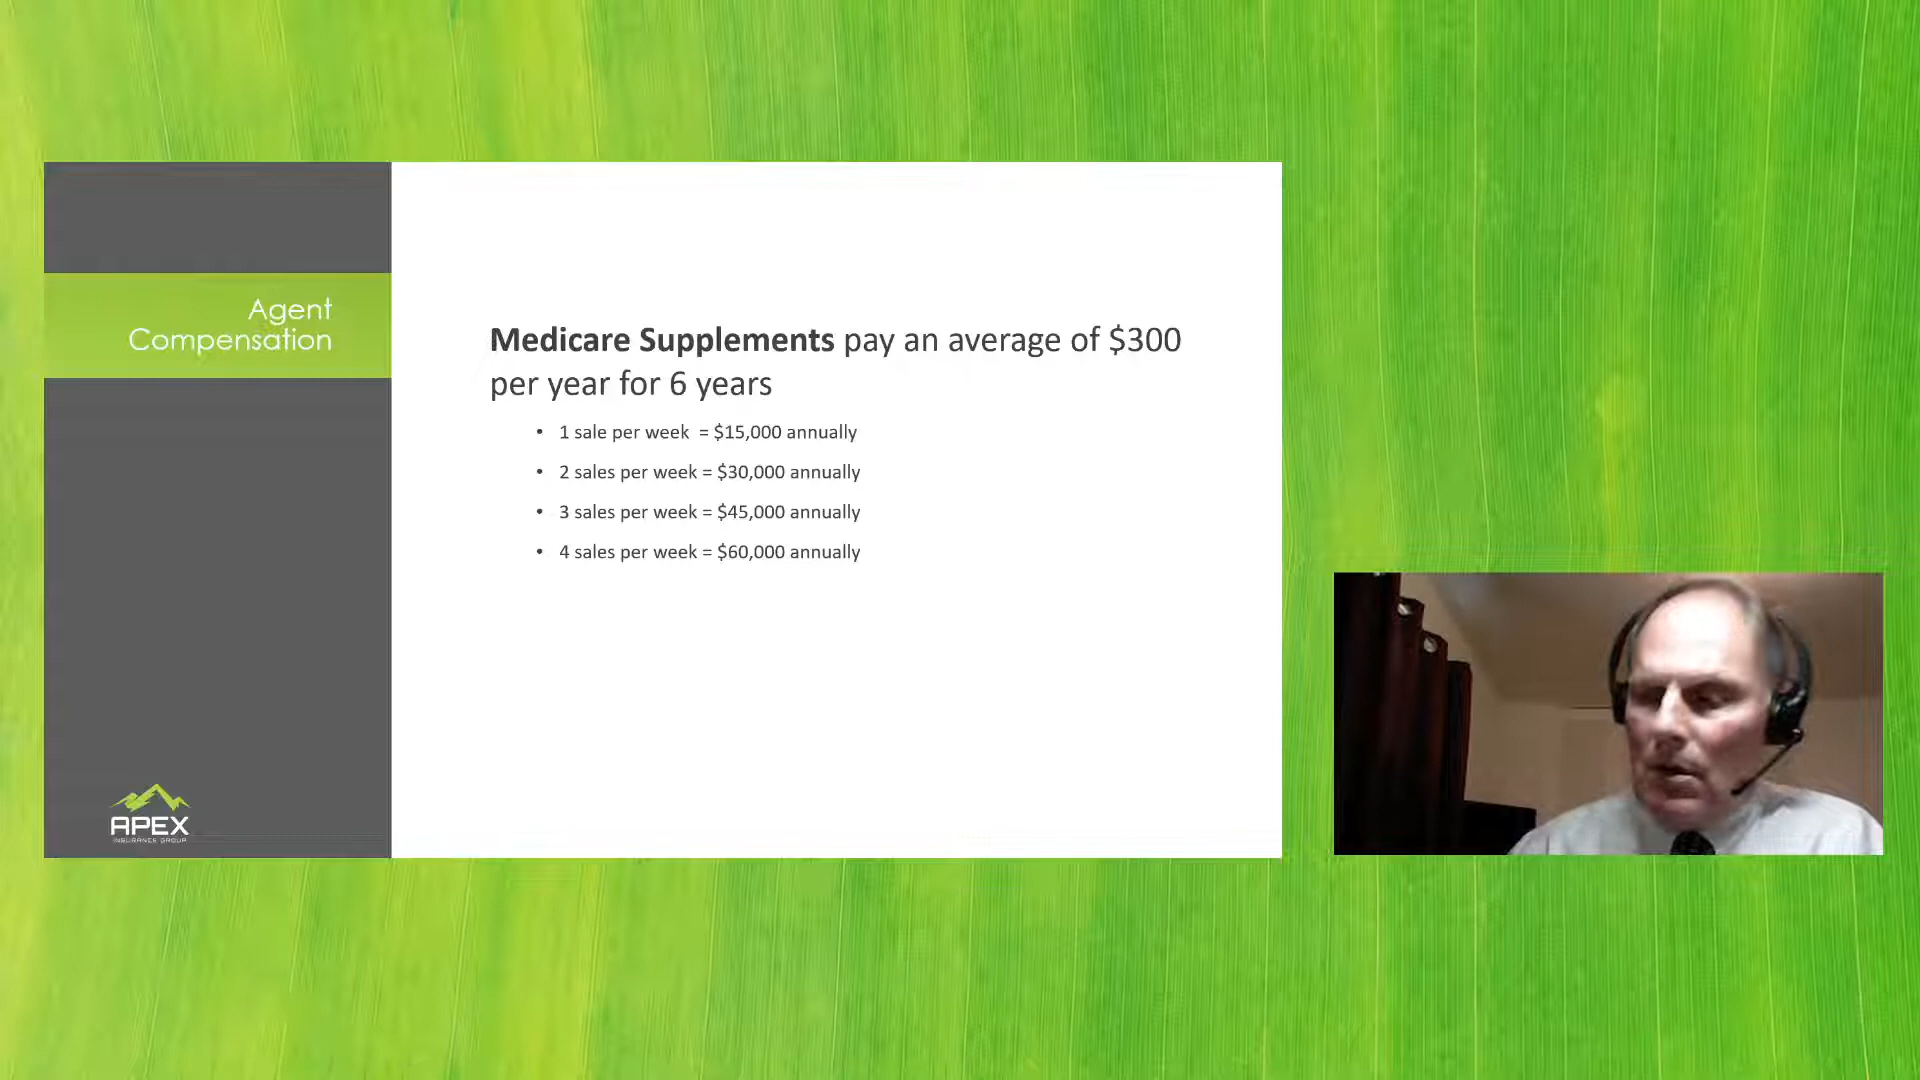 Agent
Compensation
Medicare Supplements pay an average of $300
per year for 6 years
• 1 sale per week = $15,000 annually
• 2 sales per week = $30,000 annually
• 3 sales per week = $45,000 annually
• 4 sales per week = $60,000 annually
APEX
INSURANCE GROUP